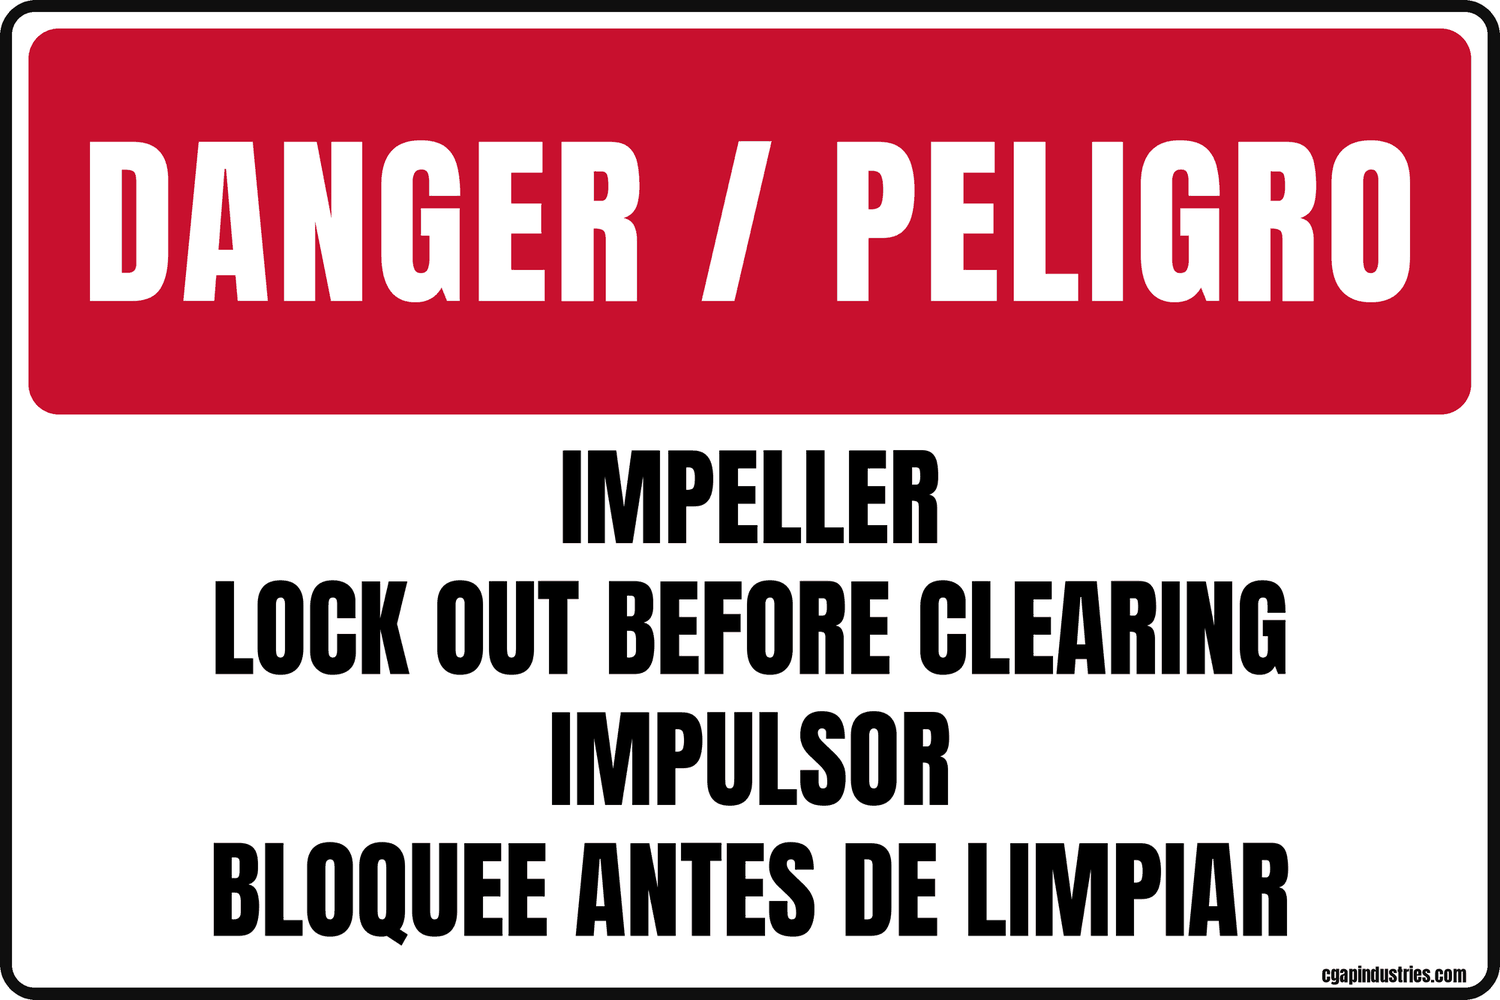 DANGER / PELIGRO
IMPELLER
LOCK OUT BEFORE CLEARING
IMPULSOR
BLOQUEE ANTES DE LIMPIAR
cgapindustries.com